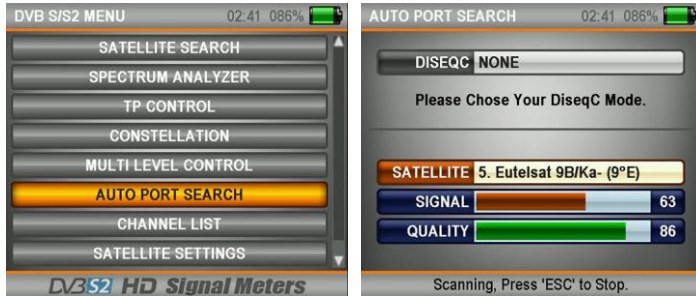 DVB S/S2 MENU 02:41 086%
SATELLITE SEARCH
SPECTRUM ANALYZER
TP CONTROL
CONSTELLATION
MULTI LEVEL CONTROL
AUTO PORT SEARCH
CHANNEL LIST
SATELLITE SETTINGS
DVB S2 HD Signal Meters
AUTO PORT SEARCH 02:41 086%
DISEQC NONE
Please Chose Your DiseqC Mode.
SATELLITE 5. Eutelsat 9B/Ka- (9°E)
SIGNAL 63
QUALITY 86
Scanning, Press 'ESC' to Stop.